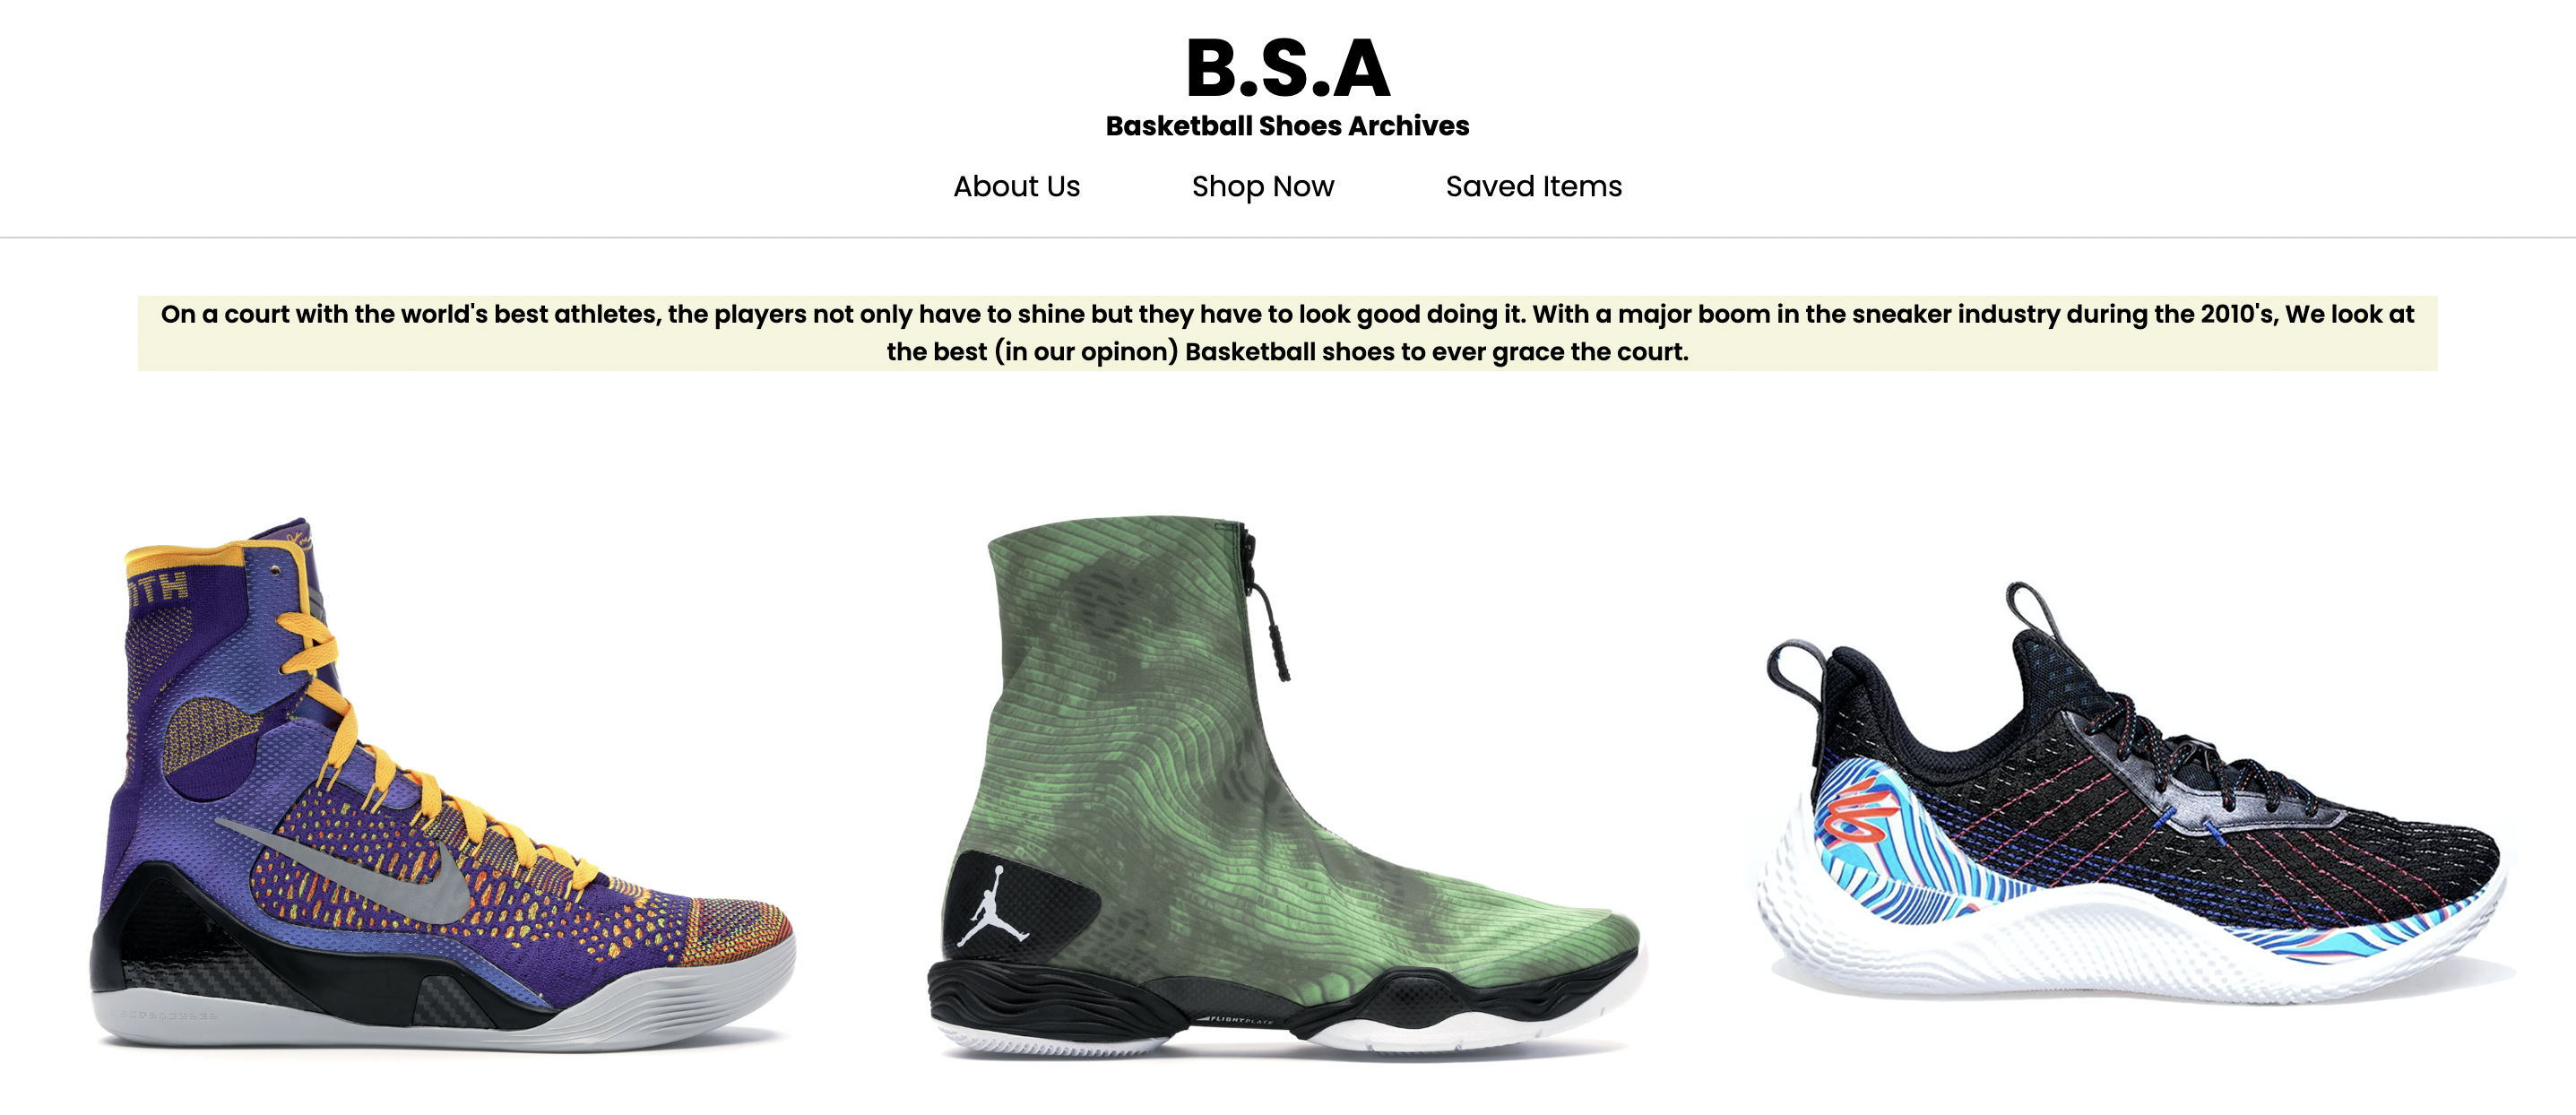 B.S.A
Basketball Shoes Archives
About Us Shop Now Saved Items
On a court with the world's best athletes, the players not only have to shine but they have to look good doing it. With a major boom in the sneaker industry during the 2010's, We look at
the best (in our opinon) Basketball shoes to ever grace the court.
FLIGHTPLATE